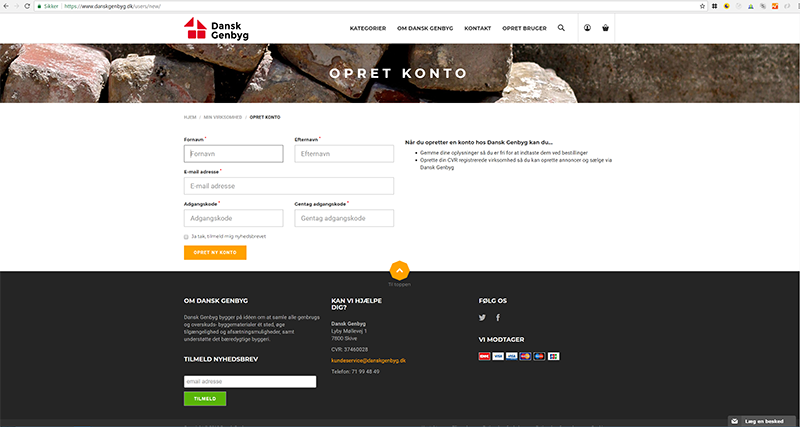 Sikker | https://www.danskgenbyg.dk/users/new/
Dansk
Genbyg
KATEGORIER
OM DANSK GENBYG
KONTAKT
OPRET BRUGER
OPRET KONTO
HJEM / MIN VIRKSOMHED / OPRET KONTO
Fornavn *
Efternavn *
Fornavn
Efternavn
E-mail adresse *
E-mail adresse
Adgangskode *
Gentag adgangskode *
Adgangskode
Gentag adgangskode
Ja tak, tilmeld mig nyhedsbrevet
OPRET NY KONTO
Når du opretter en konto hos Dansk Genbyg kan du...
Gemme dine oplysninger så du er fri for at indtaste dem ved bestillinger
Oprette din CVR registrerede virksomhed så du kan oprette annoncer og sælge via
Dansk Genbyg
Til toppen
OM DANSK GENBYG
Dansk Genbyg bygger på idéen om at samle alle genbrugs
og overskuds- byggematerialer ét sted, øge
tilgængelighed og afsætningsmuligheder, samt
understøtte det bæredygtige byggeri.
TILMELD NYHEDSBREV
email adresse
TILMELD
KAN VI HJÆLPE
DIG?
Dansk Genbyg
Lyby Møllevej 1
7800 Skive
CVR: 37460028
kundeservice@danskgenbyg.dk
Telefon: 71 99 48 49
FØLG OS
VI MODTAGER
Læg en besked